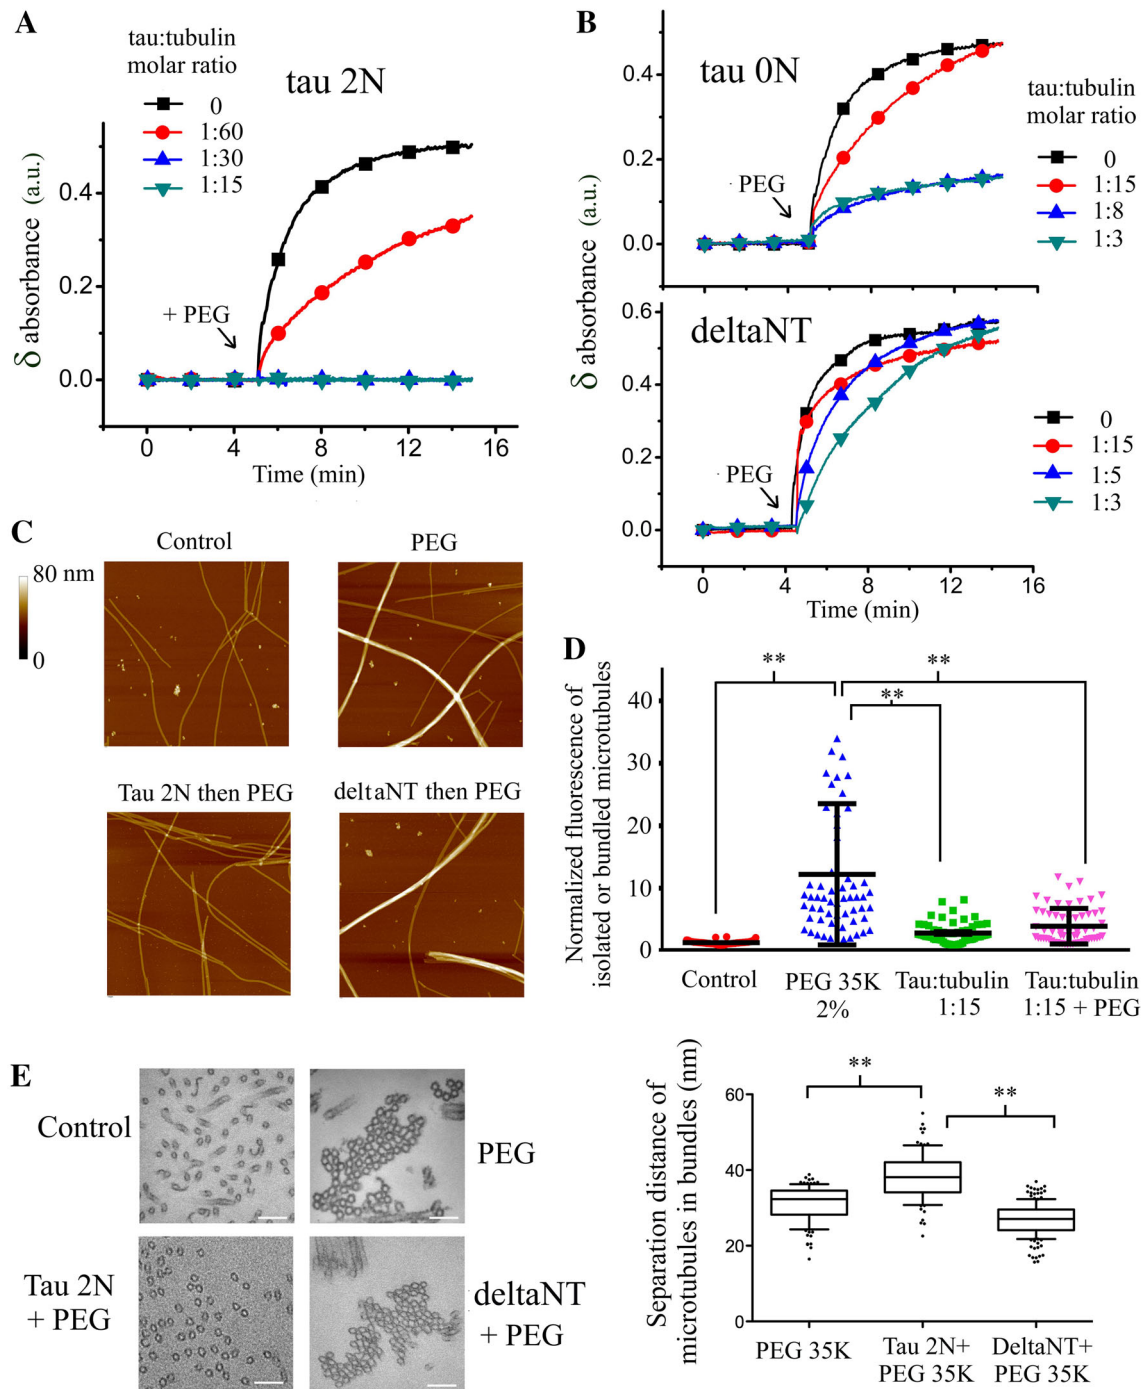 A
tau:tubulin
molar ratio
0
1:60
1:30
1:15
tau 2N
δ absorbance (a.u.)
0.4
0.2
0.0
+ PEG
0 4 8 12 16
Time (min)
B
tau 0N
δ absorbance (a.u.)
0.4
0.2
0.0
PEG
tau:tubulin
molar ratio
0
1:15
1:8
1:3
deltaNT
0.6
0.4
0.2
0.0
PEG
0
1:15
1:5
1:3
0 4 8 12 16
Time (min)
C
80 nm
0
Control
PEG
Tau 2N then PEG
deltaNT then PEG
D
Normalized fluorescence of
isolated or bundled microtubules
40
30
20
10
0
**
**
**
Control
PEG 35K
2%
Tau:tubulin
1:15
Tau:tubulin
1:15 + PEG
E
Control
PEG
Tau 2N
+ PEG
deltaNT
+ PEG
Separation distance of
microtubules in bundles (nm)
60
40
20
0
**
**
PEG 35K
Tau 2N+
PEG 35K
DeltaNT+
PEG 35K